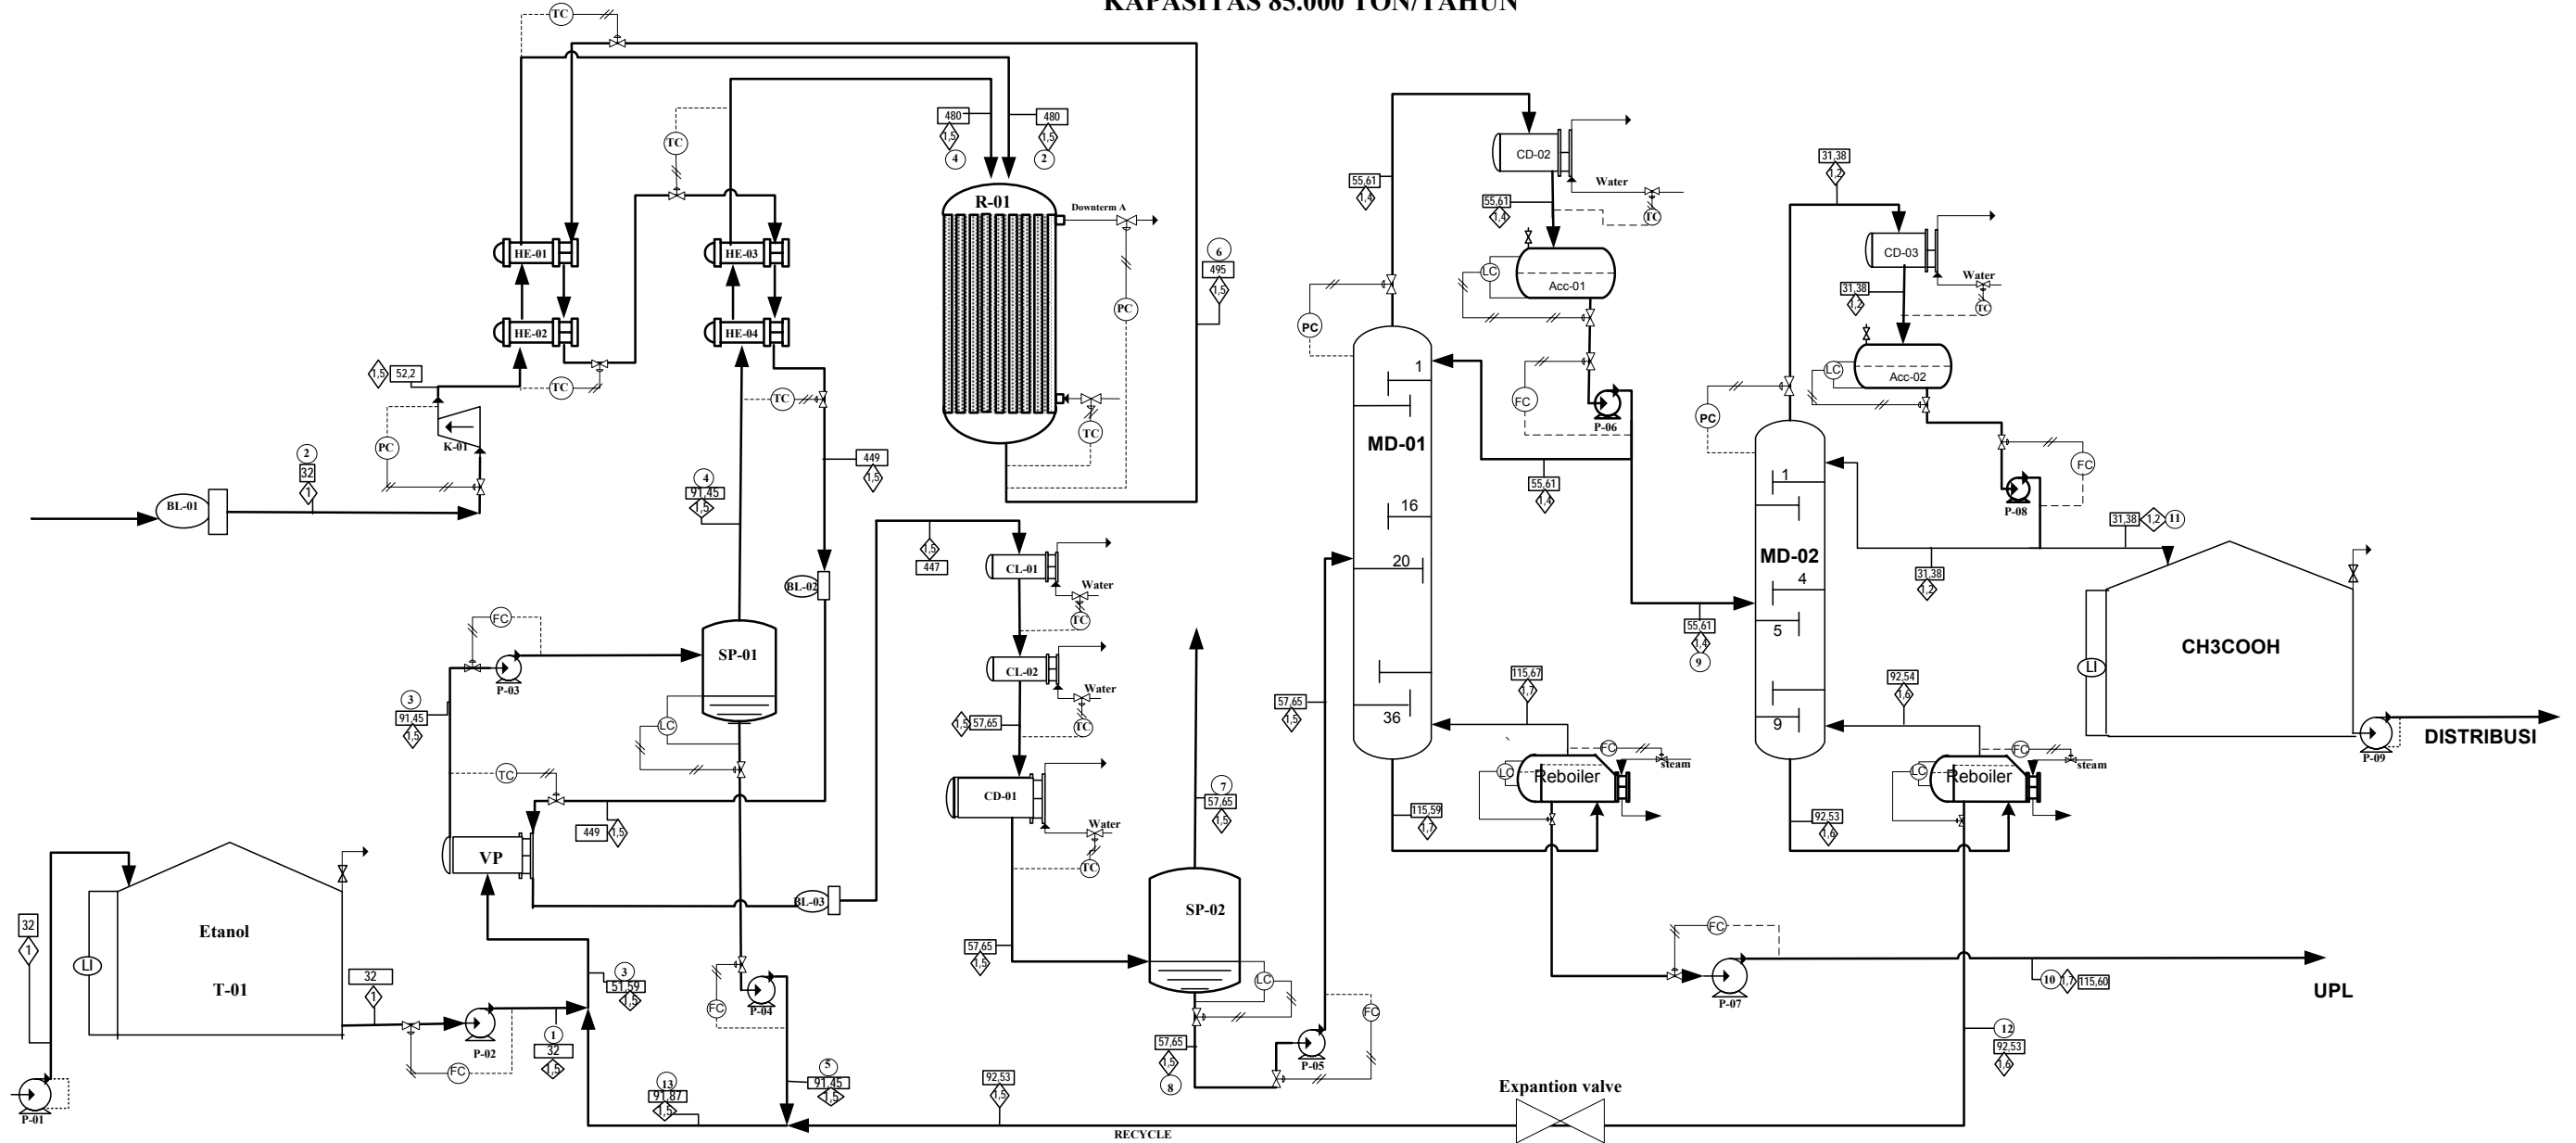 KAPASITAS 85.000 TON/TAHUN
TC
TC
480
1,5
4
480
1,5
2
R-01
Downterm A
PC
TC
HE-01
HE-02
HE-03
HE-04
6
495
1,5
1,5
52,2
TC
TC
PC
K-01
2
32
1
BL-01
4
91,45
1,5
449
1,5
BL-02
FC
P-03
SP-01
LC
3
91,45
1,5
TC
449
1,5
VP
BL-03
32
1
Etanol
T-01
LI
32
1
P-01
P-02
FC
1
32
1,5
3
51,59
1,5
FC
P-04
5
91,45
1,5
13
91,87
1,5
92,53
1,5
RECYCLE
Expantion valve
1,5
447
CL-01
Water
TC
CL-02
Water
TC
1,5
57,65
CD-01
Water
TC
57,65
1,5
SP-02
LC
7
57,65
1,5
57,65
1,5
8
P-05
FC
57,65
1,5
55,61
1,4
CD-02
Water
TC
55,61
1,4
LC
Acc-01
PC
FC
P-06
MD-01
1
16
20
36
55,61
1,4
55,61
1,4
9
115,67
1,7
115,59
1,7
LC
Reboiler
FC
steam
FC
P-07
10
1,7
115,60
UPL
31,38
1,2
CD-03
Water
TC
31,38
1,2
LC
Acc-02
PC
FC
P-08
MD-02
1
4
5
9
31,38
1,2
31,38
1,2
11
92,54
1,6
92,53
1,6
LC
Reboiler
FC
steam
12
92,53
1,6
LI
CH3COOH
P-09
DISTRIBUSI